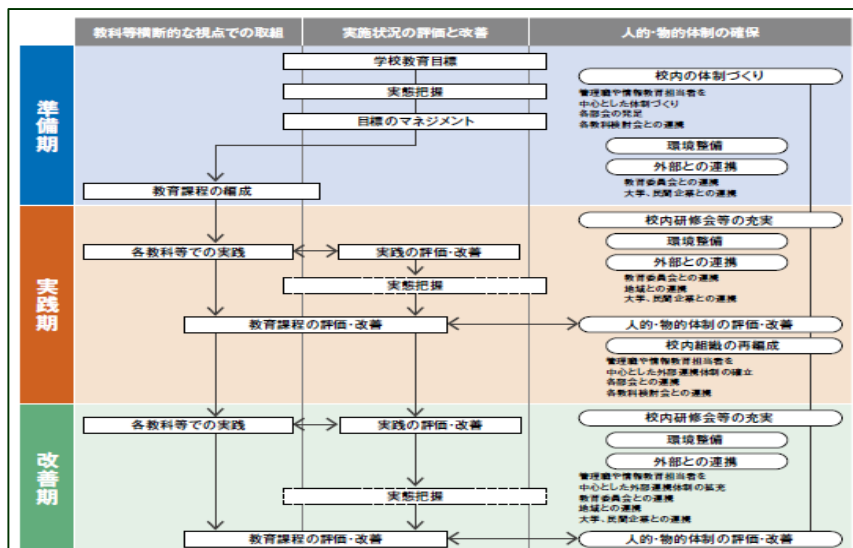 教科等横断的な視点での取組
実施状況の評価と改善
人的・物的体制の確保
準備期
学校教育目標
実態把握
目標のマネジメント
教育課程の編成
校内の体制づくり
管理職や情報教育担当者を
中心とした体制づくり
各部会の発足
各教科検討会との連携
環境整備
外部との連携
教育委員会との連携
大学、民間企業との連携
実践期
各教科等での実践
実践の評価・改善
実態把握
教育課程の評価・改善
校内研修会等の充実
環境整備
外部との連携
教育委員会との連携
地域との連携
大学、民間企業との連携
人的・物的体制の評価・改善
校内組織の再編成
管理職や情報教育担当者を
中心とした外部連携体制の確立
各部会との連携
各教科検討会との連携
改善期
各教科等での実践
実践の評価・改善
実態把握
教育課程の評価・改善
校内研修会等の充実
環境整備
外部との連携
管理職や情報教育担当者を
中心とした外部連携体制の拡充
教育委員会との連携
地域との連携
大学、民間企業との連携
人的・物的体制の評価・改善